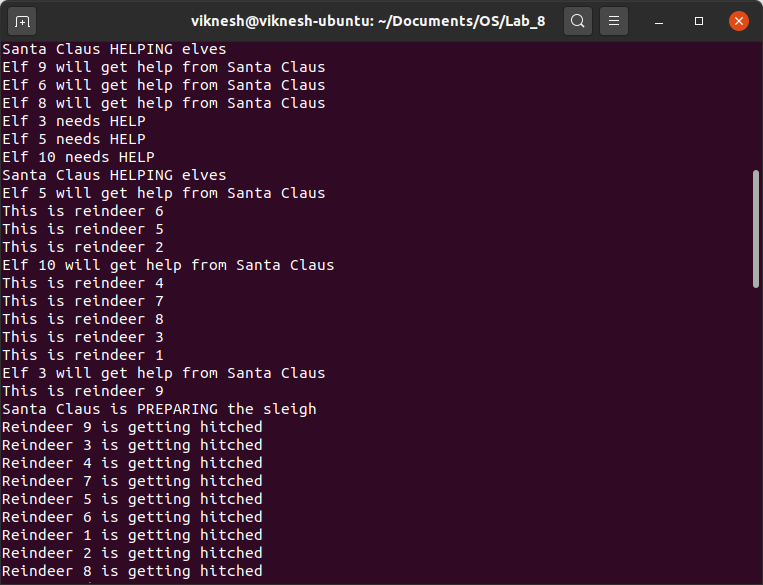 viknesh@viknesh-ubuntu: ~/Documents/OS/Lab_8
Santa Claus HELPING elves
Elf 9 will get help from Santa Claus
Elf 6 will get help from Santa Claus
Elf 8 will get help from Santa Claus
Elf 3 needs HELP
Elf 5 needs HELP
Elf 10 needs HELP
Santa Claus HELPING elves
Elf 5 will get help from Santa Claus
This is reindeer 6
This is reindeer 5
This is reindeer 2
Elf 10 will get help from Santa Claus
This is reindeer 4
This is reindeer 7
This is reindeer 8
This is reindeer 3
This is reindeer 1
Elf 3 will get help from Santa Claus
This is reindeer 9
Santa Claus is PREPARING the sleigh
Reindeer 9 is getting hitched
Reindeer 3 is getting hitched
Reindeer 4 is getting hitched
Reindeer 7 is getting hitched
Reindeer 5 is getting hitched
Reindeer 6 is getting hitched
Reindeer 1 is getting hitched
Reindeer 2 is getting hitched
Reindeer 8 is getting hitched